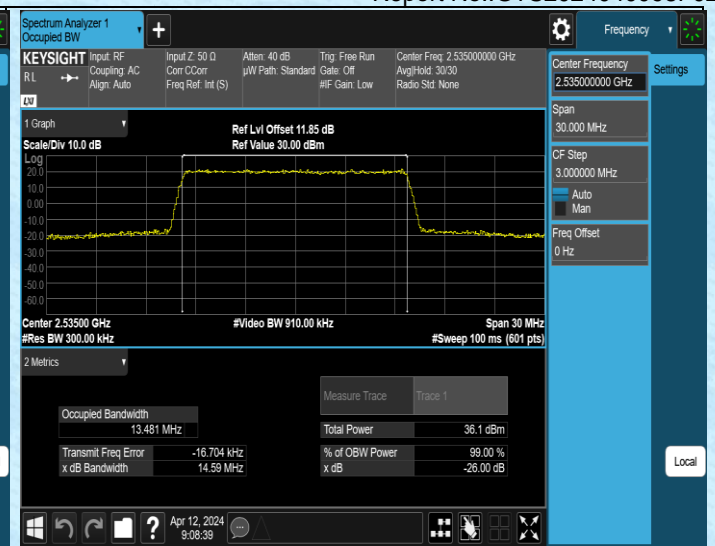 Spectrum Analyzer 1
Occupied BW
+
Frequency
KEYSIGHT
RL
LXI
Input: RF
Coupling: AC
Align: Auto
Input Z: 50 Ω
Corr CCorr
Freq Ref: Int (S)
Atten: 40 dB
µW Path: Standard
Trig: Free Run
Gate: Off
#IF Gain: Low
Center Freq: 2.535000000 GHz
Avg|Hold: 30/30
Radio Std: None
Center Frequency
2.535000000 GHz
Settings
Span
30.000 MHz
CF Step
3.000000 MHz
Auto
Man
Freq Offset
0 Hz
1 Graph
Scale/Div 10.0 dB
Ref Lvl Offset 11.85 dB
Ref Value 30.00 dBm
Log
20.0
10.0
0.00
-10.0
-20.0
-30.0
-40.0
-50.0
-60.0
Center 2.53500 GHz
#Video BW 910.00 kHz
Span 30 MHz
#Res BW 300.00 kHz
#Sweep 100 ms (601 pts)
2 Metrics
Measure Trace
Trace 1
Occupied Bandwidth
13.481 MHz
Total Power
36.1 dBm
Transmit Freq Error
-16.704 kHz
% of OBW Power
99.00 %
x dB Bandwidth
14.59 MHz
x dB
-26.00 dB
Local
?
Apr 12, 2024
9:08:39